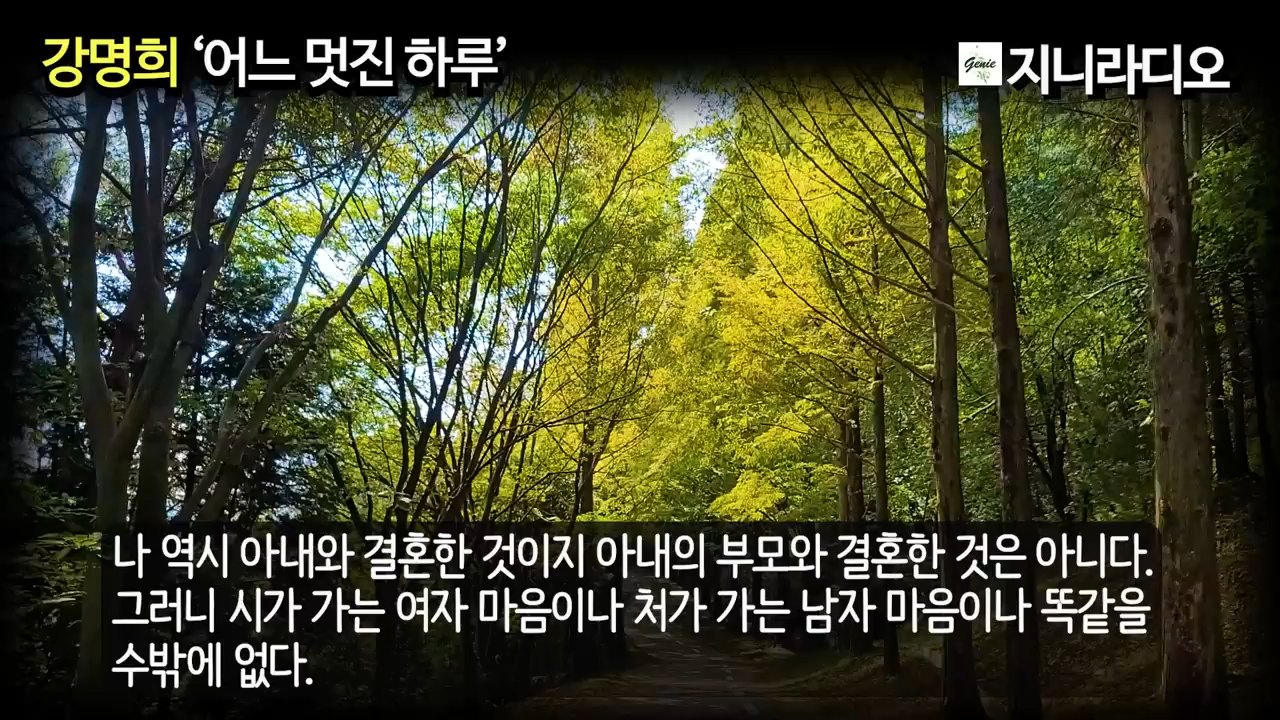 강명희 ‘어느 멋진 하루’
Genie 지니라디오
나 역시 아내와 결혼한 것이지 아내의 부모와 결혼한 것은 아니다.
그러니 시가 가는 여자 마음이나 처가 가는 남자 마음이나 똑같을
수밖에 없다.